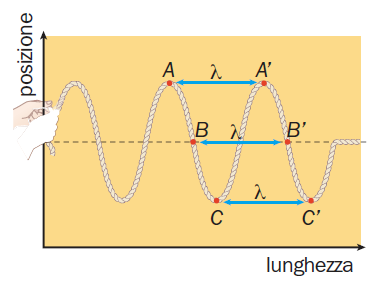 posizione
A λ A’
B λ B’
λ
C C’
lunghezza